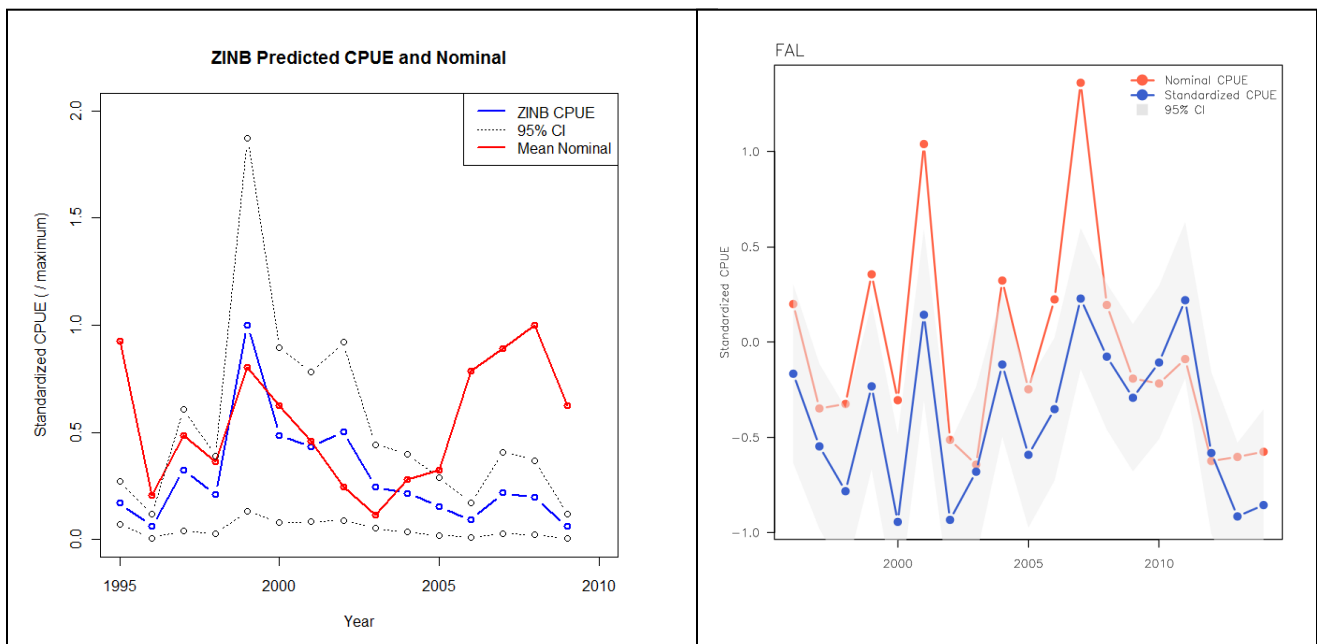 ZINB Predicted CPUE and Nominal
ZINB CPUE
95% CI
Mean Nominal
Standardized CPUE ( / maximum)
2.0
1.5
1.0
0.5
0.0
1995
2000
2005
2010
Year
FAL
Nominal CPUE
Standardized CPUE
95% CI
Standardized CPUE
1.0
0.5
0.0
−0.5
−1.0
2000
2005
2010